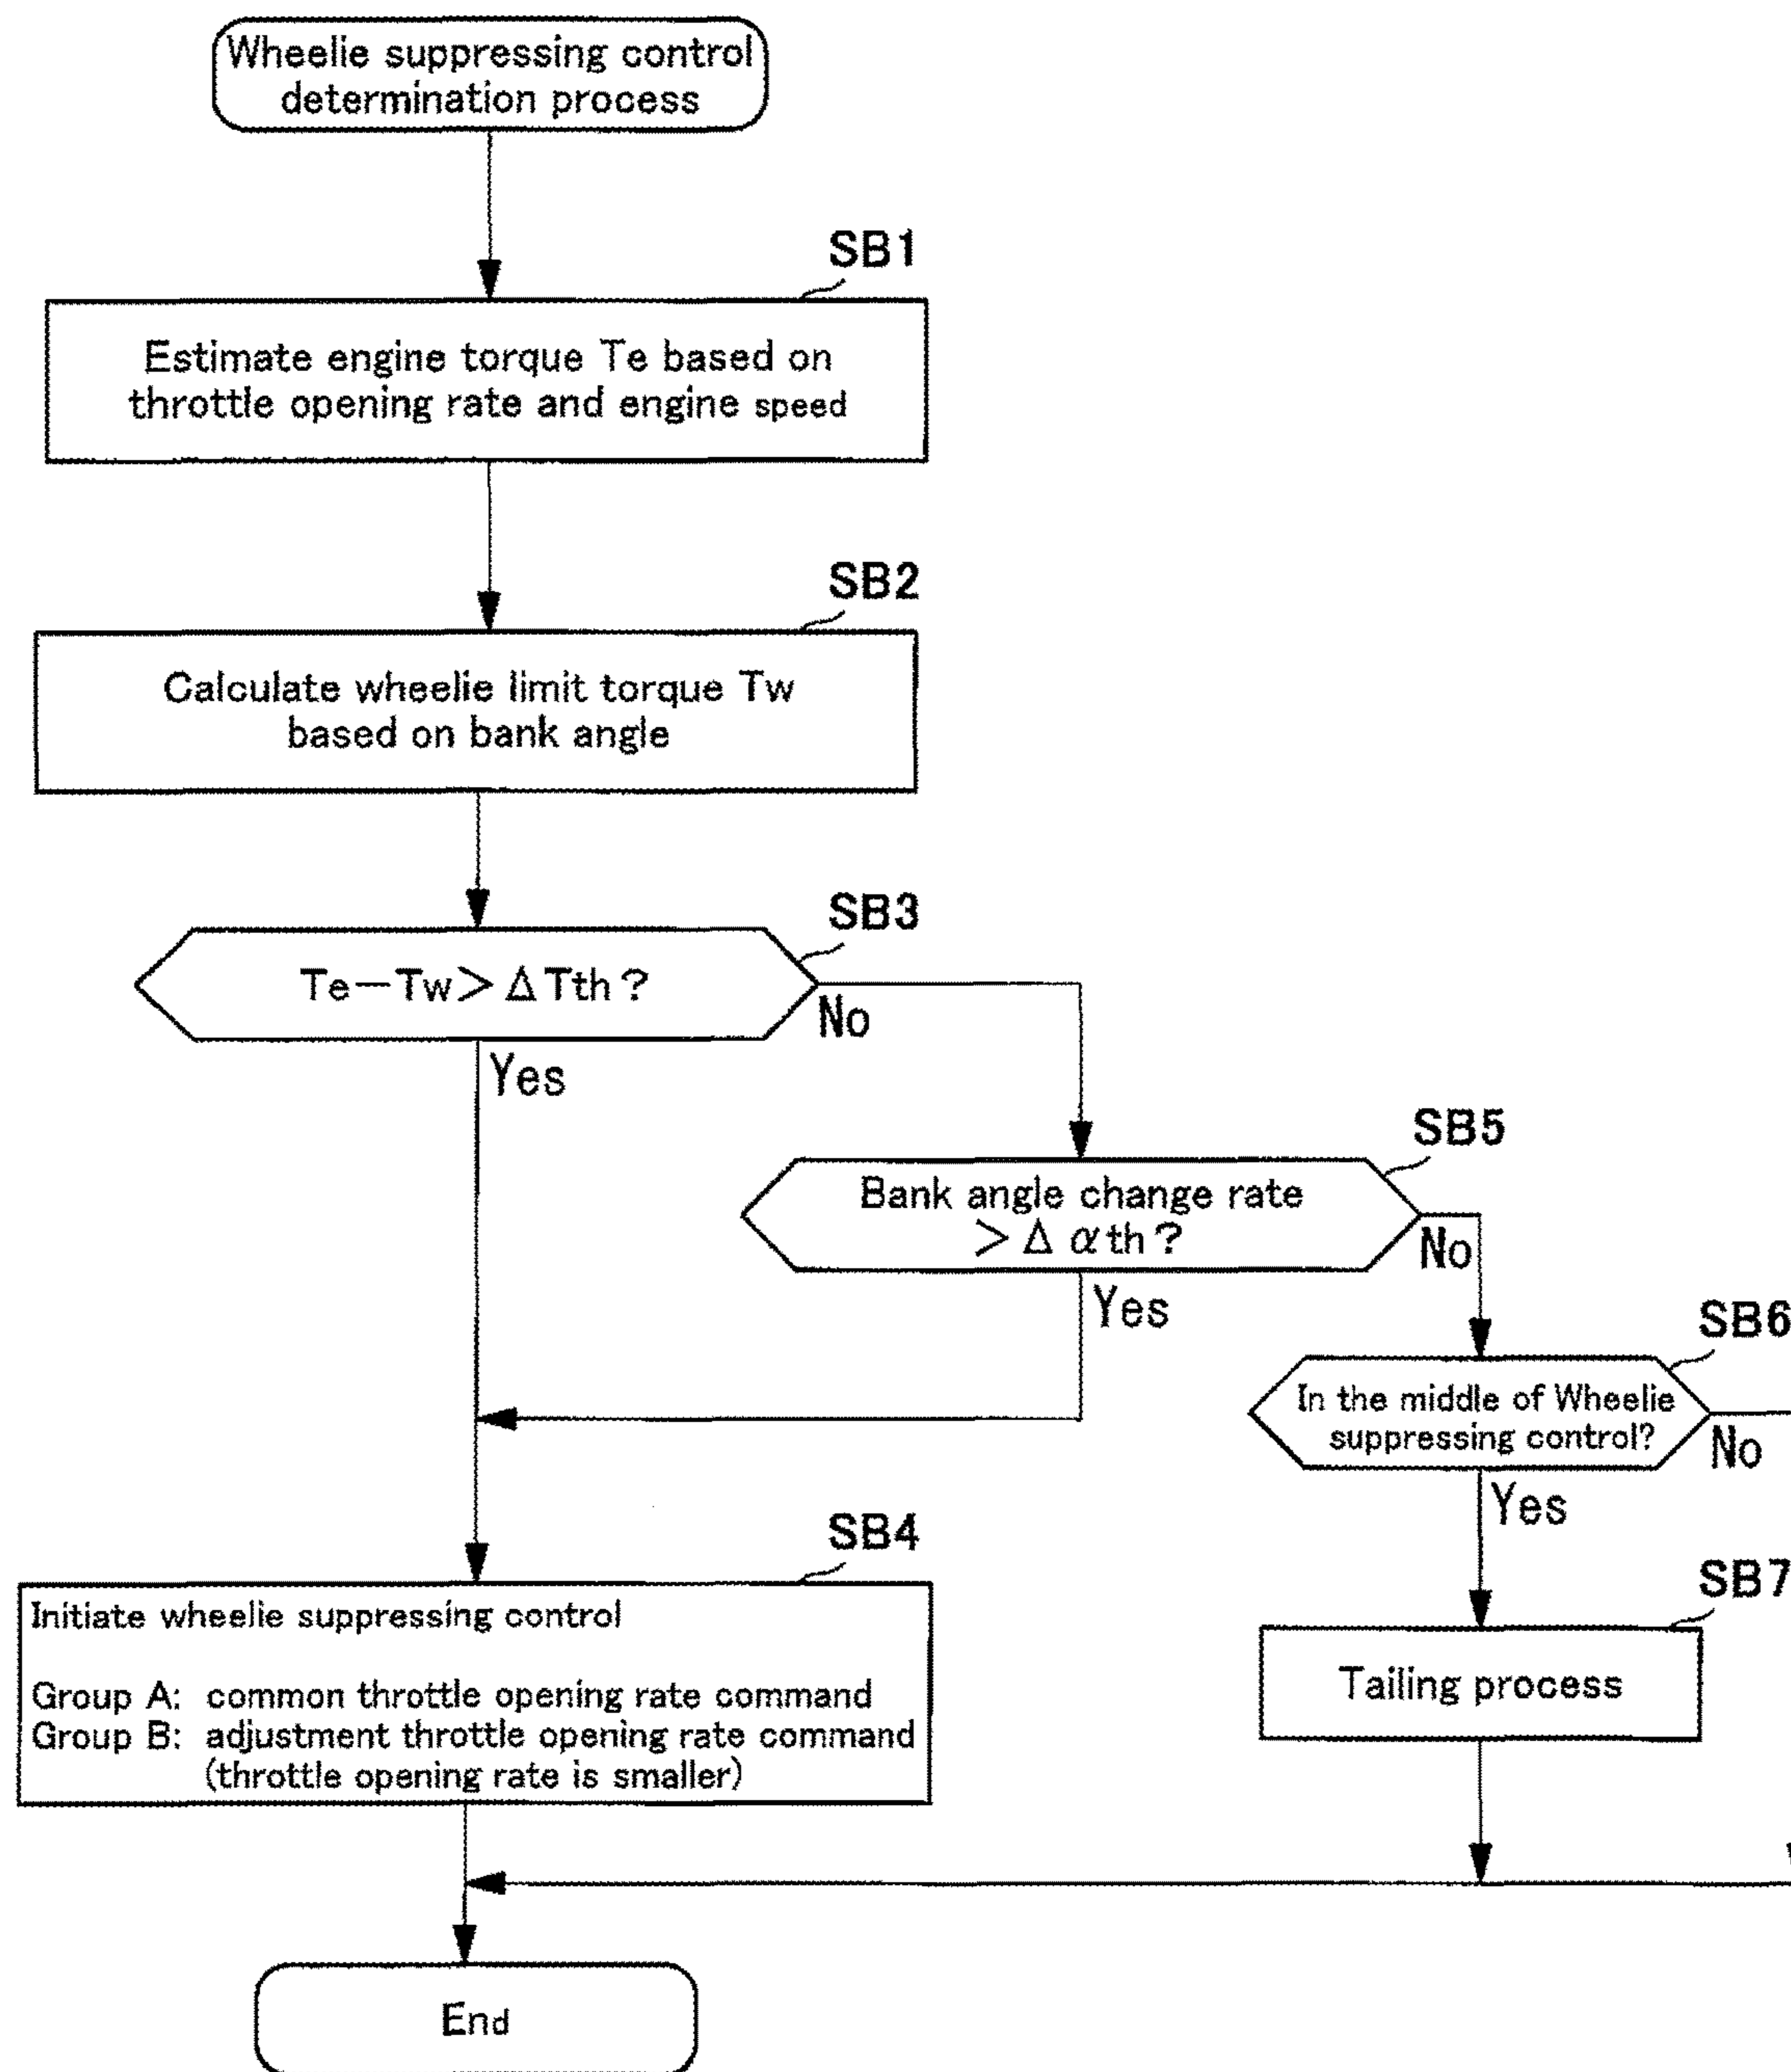 Wheelie suppressing control
determination process
SB1
Estimate engine torque Te based on
throttle opening rate and engine speed
SB2
Calculate wheelie limit torque Tw
based on bank angle
SB3
Te－Tw＞ΔTth？
No
Yes
SB5
Bank angle change rate
＞Δαth？
No
Yes
SB6
In the middle of Wheelie
suppressing control?
No
Yes
SB4
Initiate wheelie suppressing control
Group A: common throttle opening rate command
Group B: adjustment throttle opening rate command
(throttle opening rate is smaller)
SB7
Tailing process
End